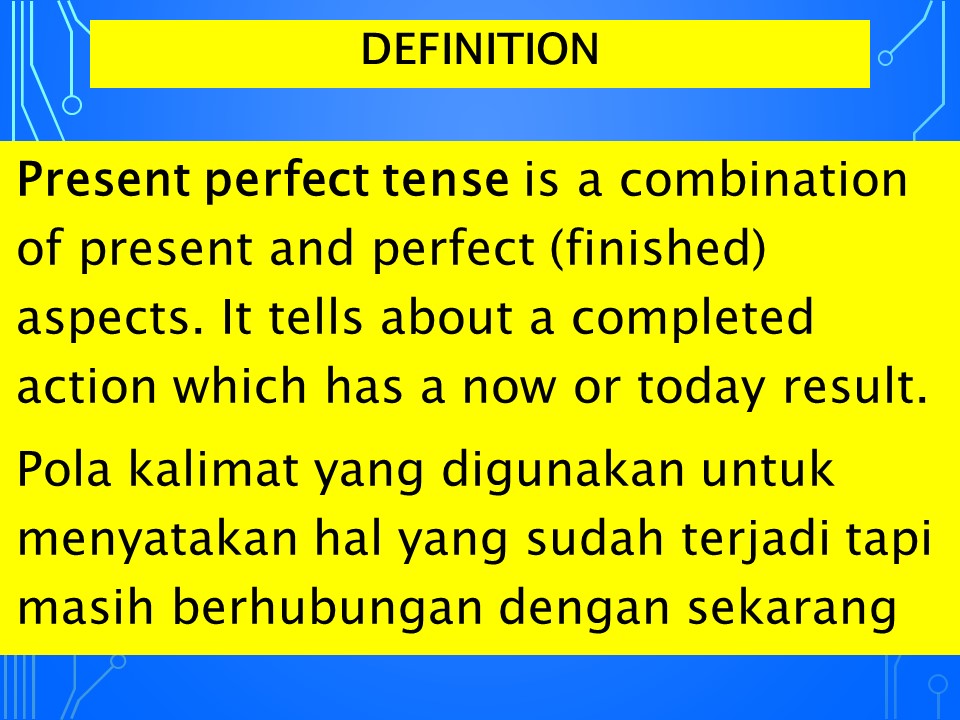 DEFINITION
Present perfect tense is a combination
of present and perfect (finished)
aspects. It tells about a completed
action which has a now or today result.
Pola kalimat yang digunakan untuk
menyatakan hal yang sudah terjadi tapi
masih berhubungan dengan sekarang